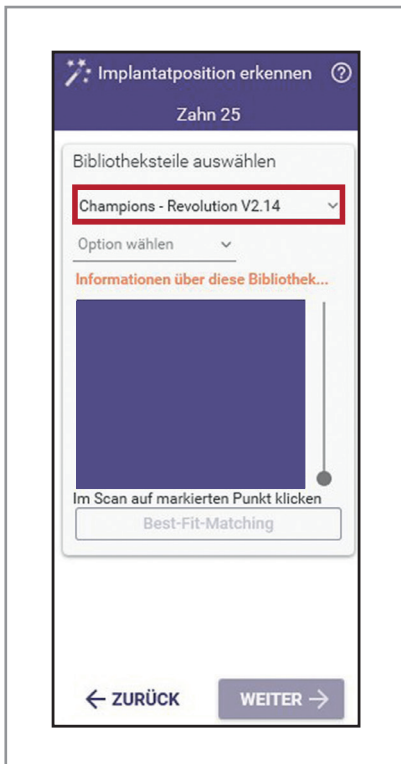 Implantatposition erkennen
Zahn 25
Bibliotheksteile auswählen
Champions - Revolution V2.14
Option wählen
Informationen über diese Bibliothek...
Im Scan auf markierten Punkt klicken
Best-Fit-Matching
ZURÜCK WEITER